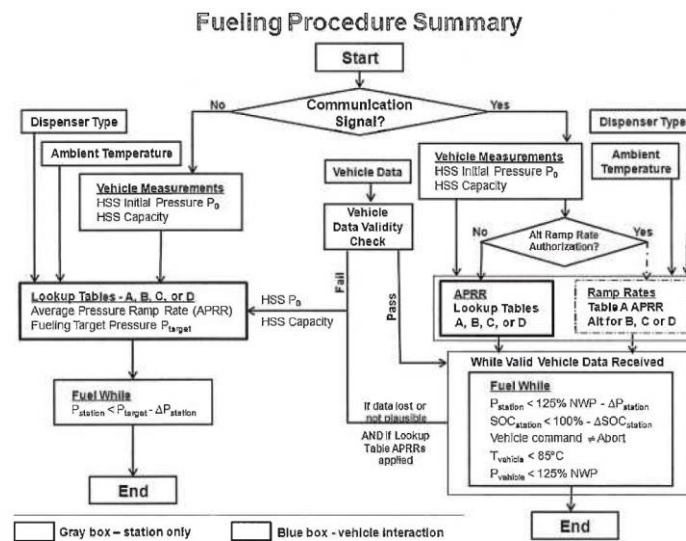 Fueling Procedure Summary
Start
Communication
Signal?
No
Yes
Dispenser Type
Ambient Temperature
Vehicle Measurements
HSS Initial Pressure P0
HSS Capacity
Vehicle Data
Vehicle
Data Validity
Check
Fail
Pass
Vehicle Measurements
HSS Initial Pressure P0
HSS Capacity
Dispenser Type
Ambient
Temperature
No
Alt Ramp Rate
Authorization?
Yes
Lookup Tables - A, B, C, or D
Average Pressure Ramp Rate (APRR)
Fueling Target Pressure Ptarget
HSS P0
HSS Capacity
APRR
Lookup Tables
A, B, C, or D
Ramp Rates
Table A APRR
Alt for B, C or D
Fuel While
Pstation < Ptarget - ΔPstation
End
If data lost or
not plausible
AND if Lookup
Table APRRs
applied
While Valid Vehicle Data Received
Fuel While
Pstation < 125% NWP - ΔPstation
SOCstation < 100% - ΔSOCstation
Vehicle command ≠ Abort
Tvehicle < 85°C
Pvehicle < 125% NWP
End
Gray box – station only
Blue box - vehicle interaction